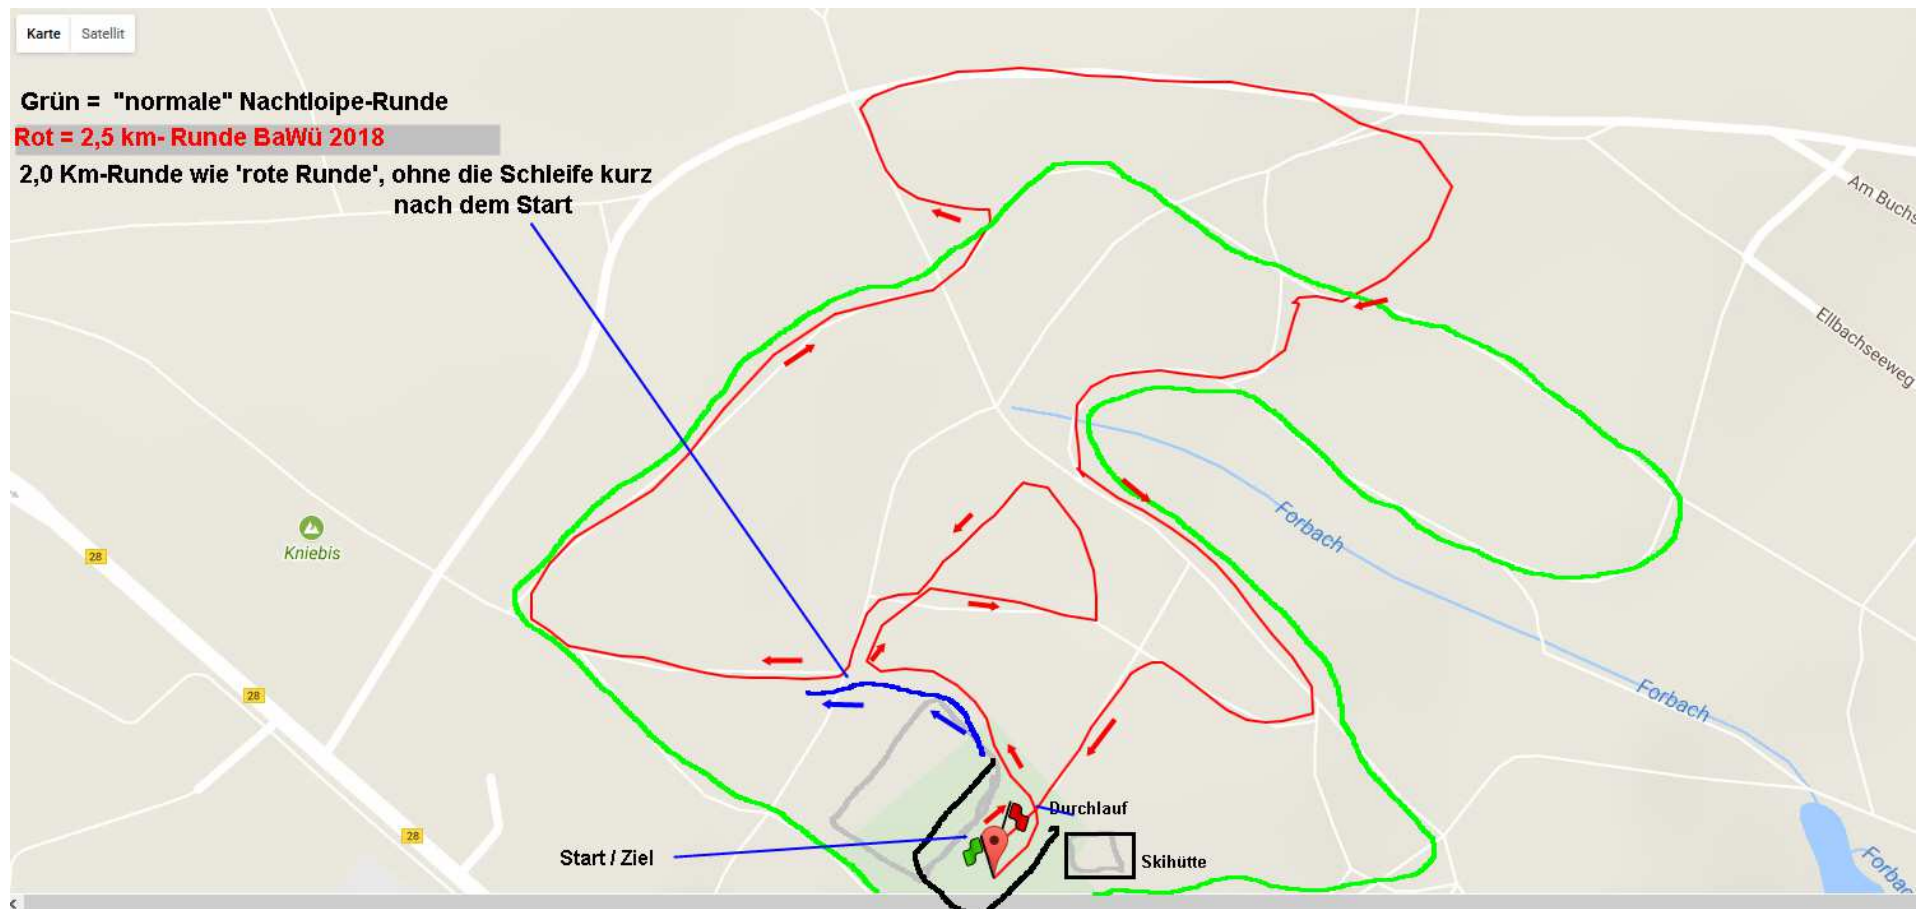 Karte Satellit
Grün = "normale" Nachtloipe-Runde
Rot = 2,5 km- Runde BaWü 2018
2,0 Km-Runde wie 'rote Runde', ohne die Schleife kurz
nach dem Start
Am Buchs
Ellbachseeweg
Forbach
Kniebis
28
28
Forbach
28
Durchlauf
Start / Ziel
Skihütte
Forbac